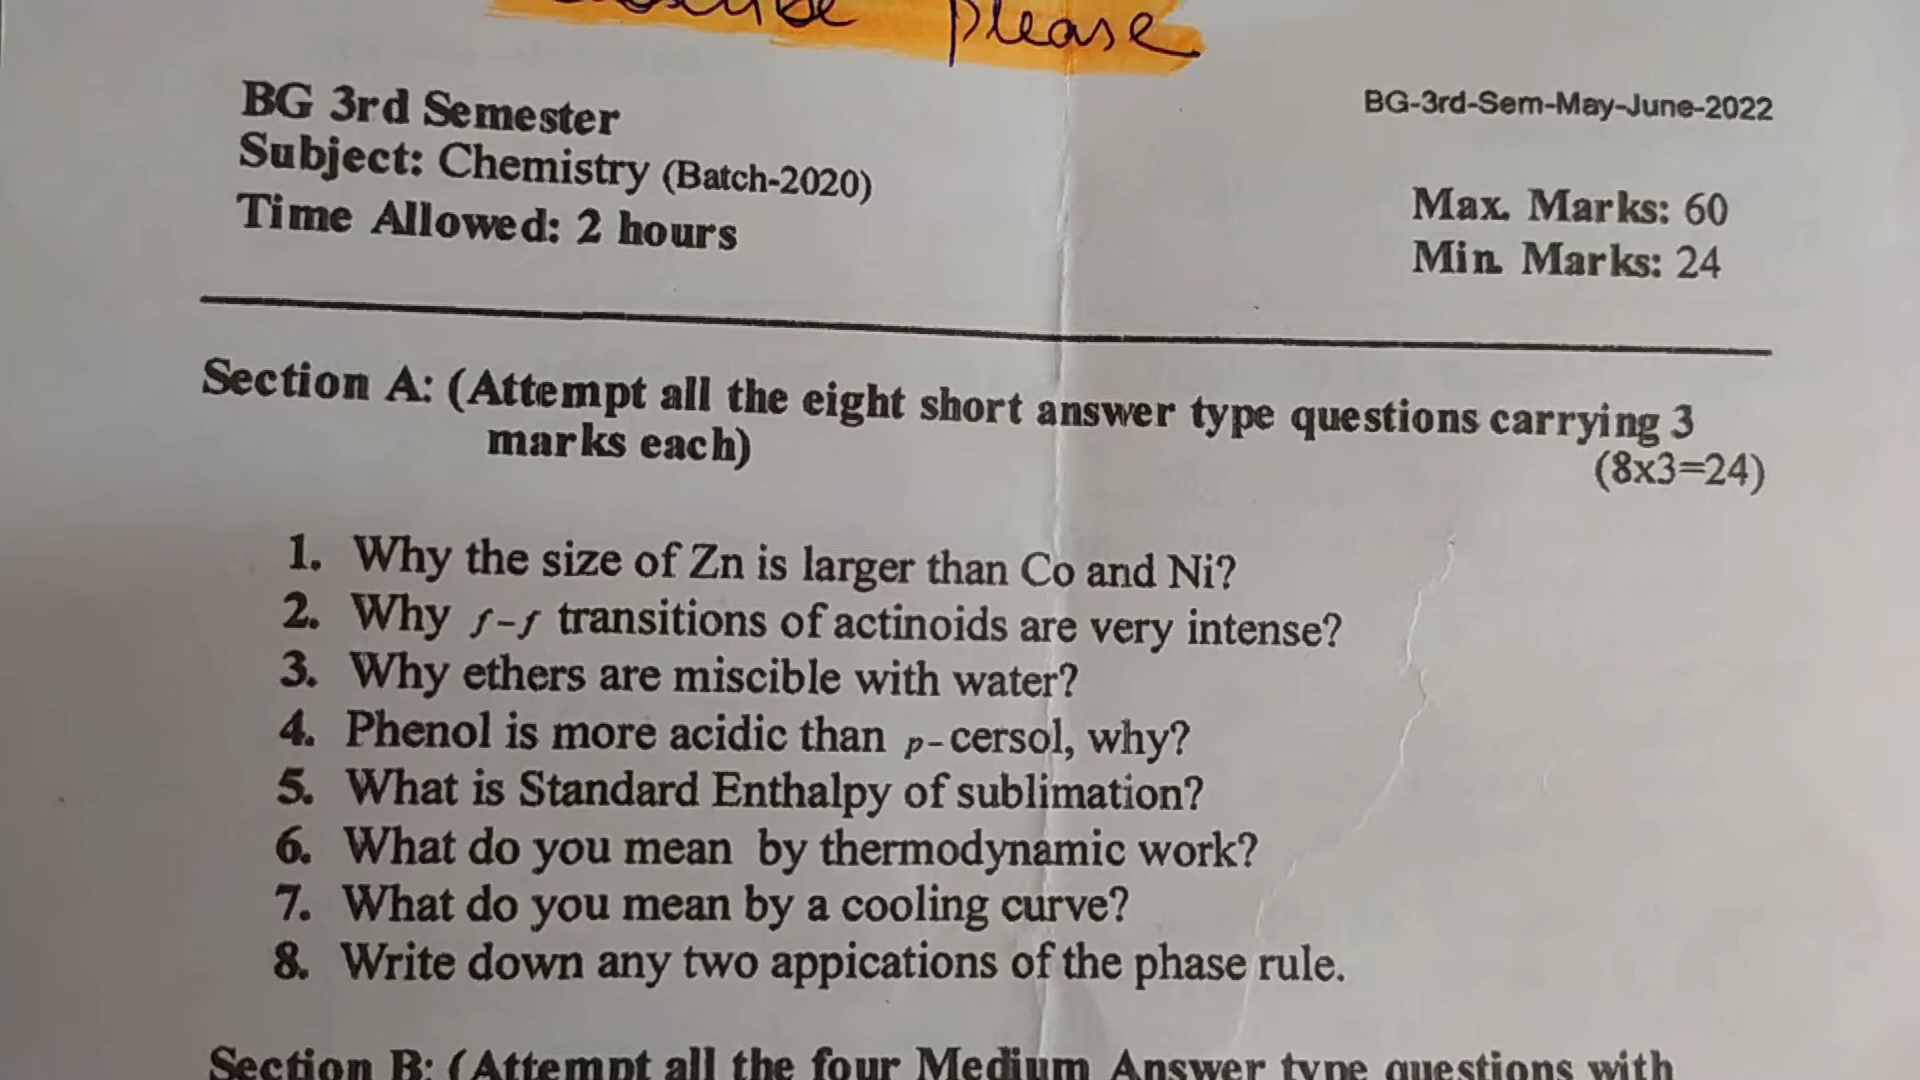 please
BG 3rd Semester
BG-3rd-Sem-May-June-2022
Subject: Chemistry (Batch-2020)
Max. Marks: 60
Time Allowed: 2 hours
Min. Marks: 24
Section A: (Attempt all the eight short answer type questions carrying 3
marks each)
(8x3=24)
1. Why the size of Zn is larger than Co and Ni?
2. Why f-f transitions of actinoids are very intense?
3. Why ethers are miscible with water?
4. Phenol is more acidic than p-cersol, why?
5. What is Standard Enthalpy of sublimation?
6. What do you mean by thermodynamic work?
7. What do you mean by a cooling curve?
8. Write down any two appications of the phase rule.
Section B: (Attempt all the four Medium Answer type questions with